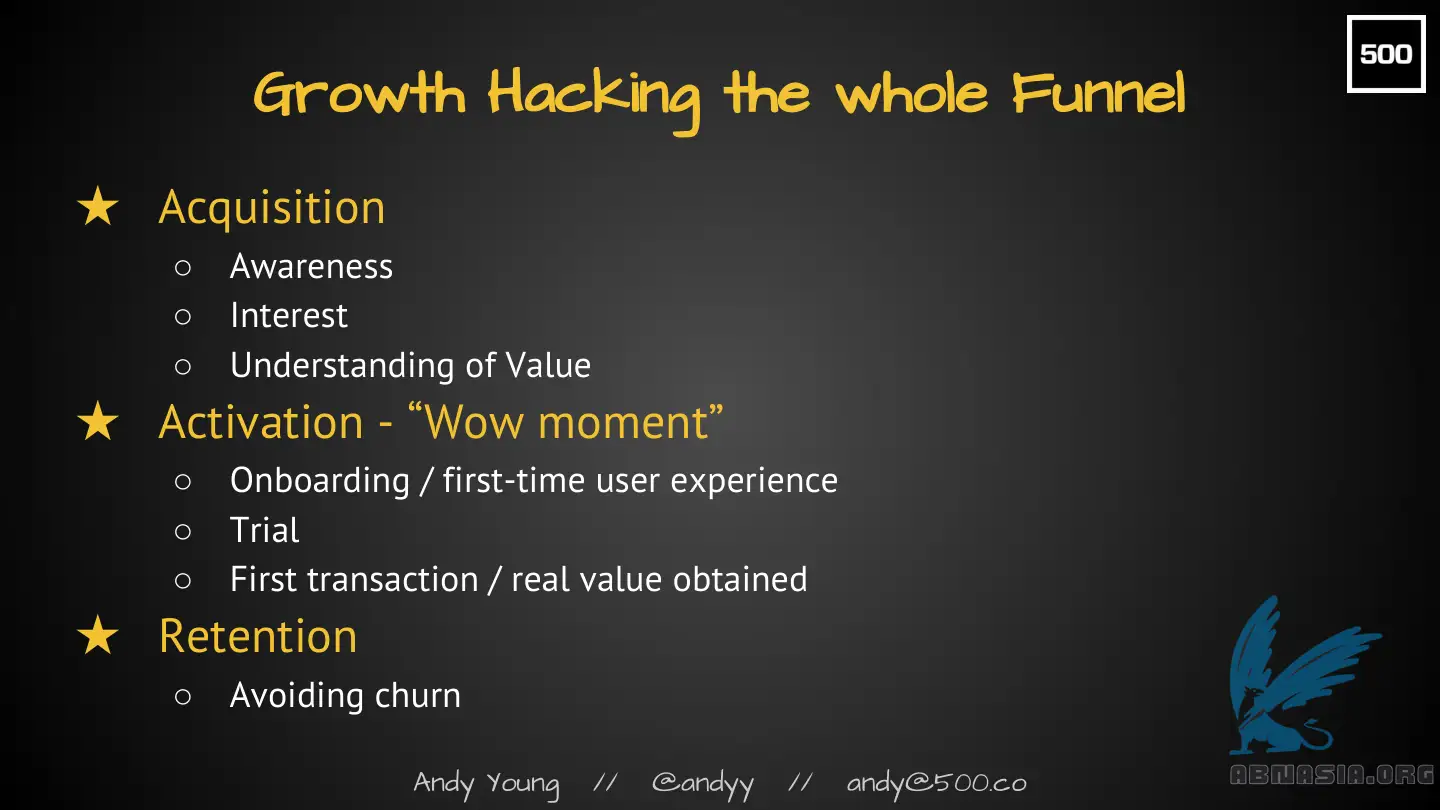 500
Growth Hacking the whole Funnel
★ Acquisition
○ Awareness
○ Interest
○ Understanding of Value
★ Activation - “Wow moment”
○ Onboarding / first-time user experience
○ Trial
○ First transaction / real value obtained
★ Retention
○ Avoiding churn
Andy Young // @andyy // andy@500.co
ABNASIA.ORG